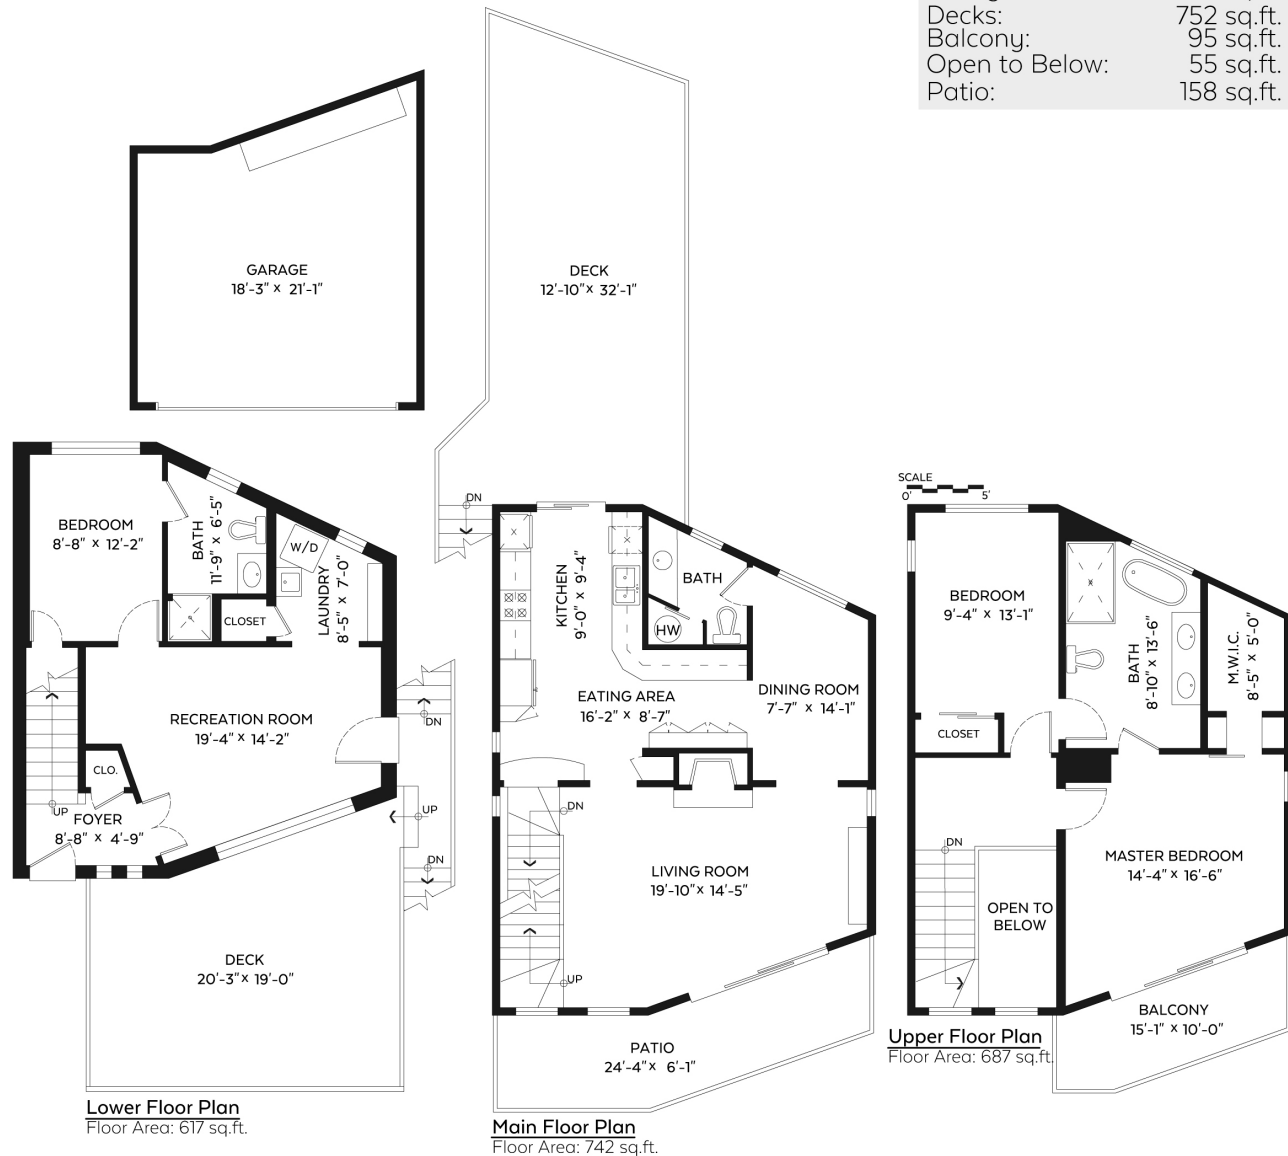 Decks: 752 sq.ft.
Balcony: 95 sq.ft.
Open to Below: 55 sq.ft.
Patio: 158 sq.ft.
GARAGE
18'-3" x 21'-1"
DECK
12'-10" x 32'-1"
BEDROOM
8'-8" x 12'-2"
BATH
11'-9" x 6'-5"
W/D
LAUNDRY
8'-5" x 7'-0"
CLOSET
RECREATION ROOM
19'-4" x 14'-2"
CLO.
UP
FOYER
8'-8" x 4'-9"
DN
UP
DN
DECK
20'-3" x 19'-0"
Lower Floor Plan
Floor Area: 617 sq.ft.
DN
KITCHEN
9'-0" x 9'-4"
BATH
HW
EATING AREA
16'-2" x 8'-7"
DINING ROOM
7'-7" x 14'-1"
DN
LIVING ROOM
19'-10" x 14'-5"
UP
PATIO
24'-4" x 6'-1"
Main Floor Plan
Floor Area: 742 sq.ft.
SCALE
0' 5'
BEDROOM
9'-4" x 13'-1"
BATH
8'-10" x 13'-6"
M.W.I.C.
8'-5" x 5'-0"
CLOSET
DN
MASTER BEDROOM
14'-4" x 16'-6"
OPEN TO
BELOW
BALCONY
15'-1" x 10'-0"
Upper Floor Plan
Floor Area: 687 sq.ft.